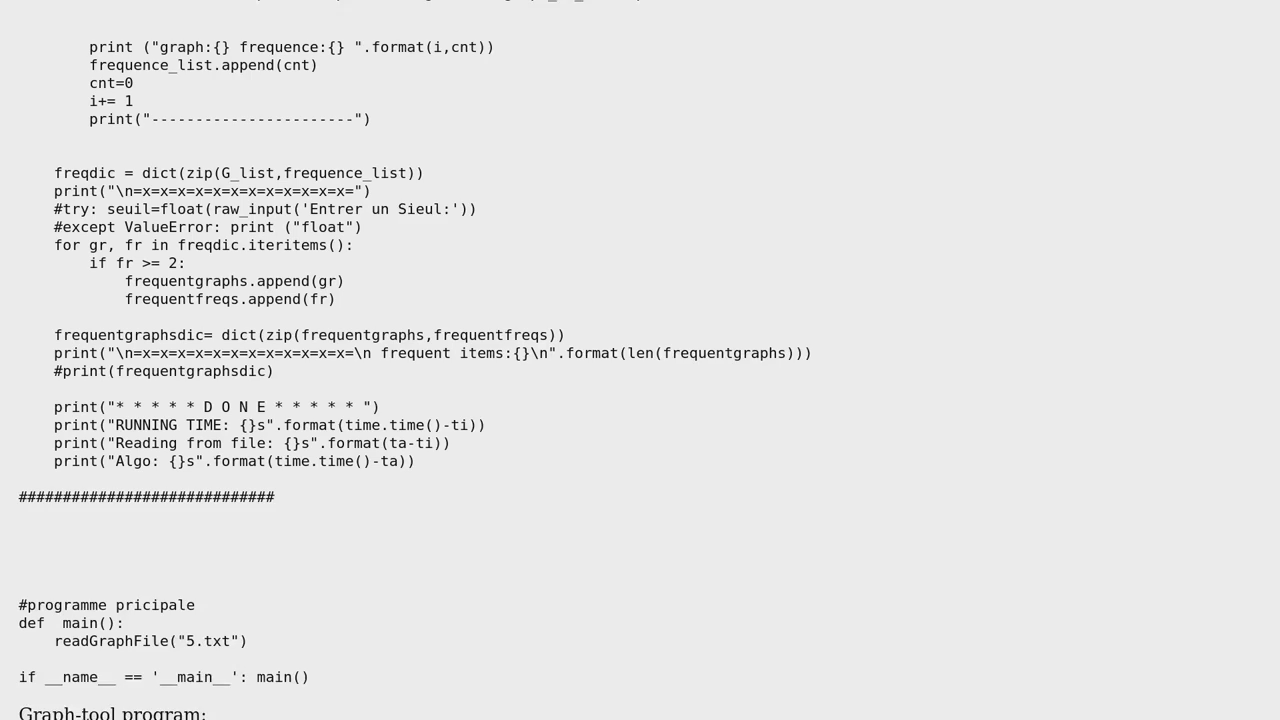 print ("graph:{} frequence:{} ".format(i,cnt))
        frequence_list.append(cnt)
        cnt=0
        i+= 1
        print("-----------------------")
    freqdic = dict(zip(G_list,frequence_list))
    print("\n=x=x=x=x=x=x=x=x=x=x=x=x=")
    #try: seuil=float(raw_input('Entrer un Sieul:'))
    #except ValueError: print ("float")
    for gr, fr in freqdic.iteritems():
        if fr >= 2:
            frequentgraphs.append(gr)
            frequentfreqs.append(fr)
    frequentgraphsdic= dict(zip(frequentgraphs,frequentfreqs))
    print("\n=x=x=x=x=x=x=x=x=x=x=x=x=\n frequent items:{}\n".format(len(frequentgraphs)))
    #print(frequentgraphsdic)
    print("* * * * * D O N E * * * * * ")
    print("RUNNING TIME: {}s".format(time.time()-ti))
    print("Reading from file: {}s".format(ta-ti))
    print("Algo: {}s".format(time.time()-ta))
#############################
#programme pricipale
def  main():
    readGraphFile("5.txt")
if __name__ == '__main__': main()
Graph-tool program: